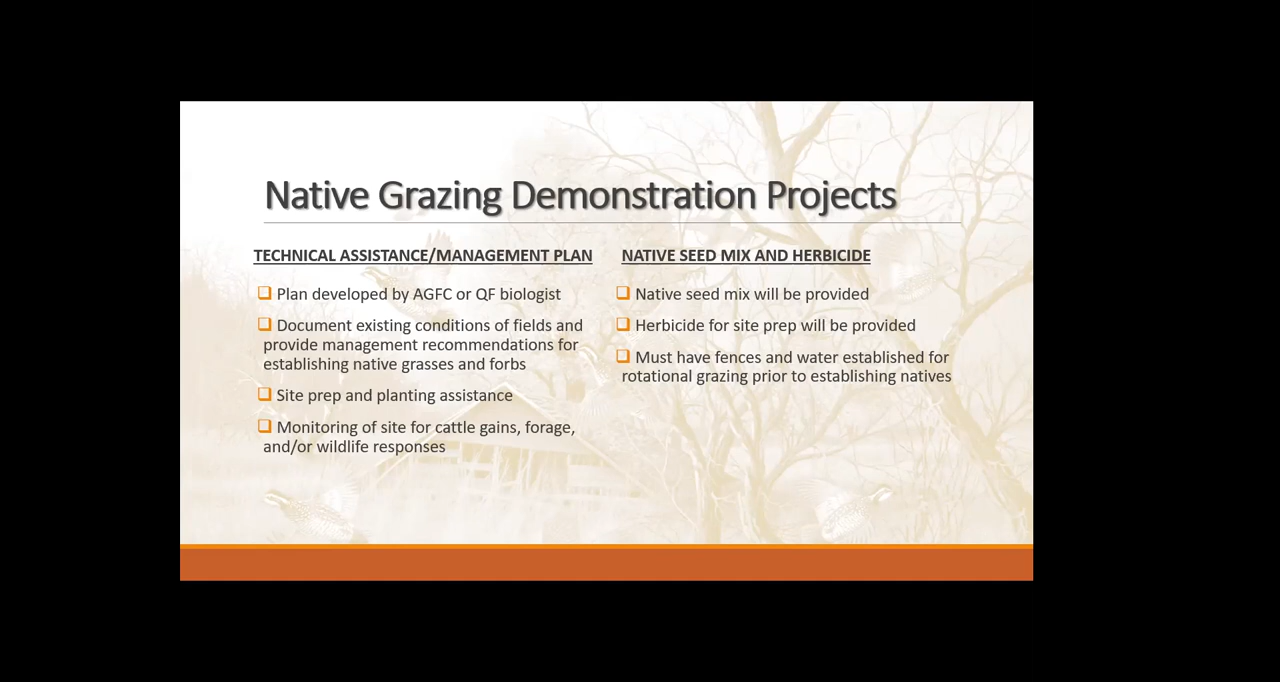 Native Grazing Demonstration Projects
TECHNICAL ASSISTANCE/MANAGEMENT PLAN
❑ Plan developed by AGFC or QF biologist
❑ Document existing conditions of fields and
provide management recommendations for
establishing native grasses and forbs
❑ Site prep and planting assistance
❑ Monitoring of site for cattle gains, forage,
and/or wildlife responses
NATIVE SEED MIX AND HERBICIDE
❑ Native seed mix will be provided
❑ Herbicide for site prep will be provided
❑ Must have fences and water established for
rotational grazing prior to establishing natives